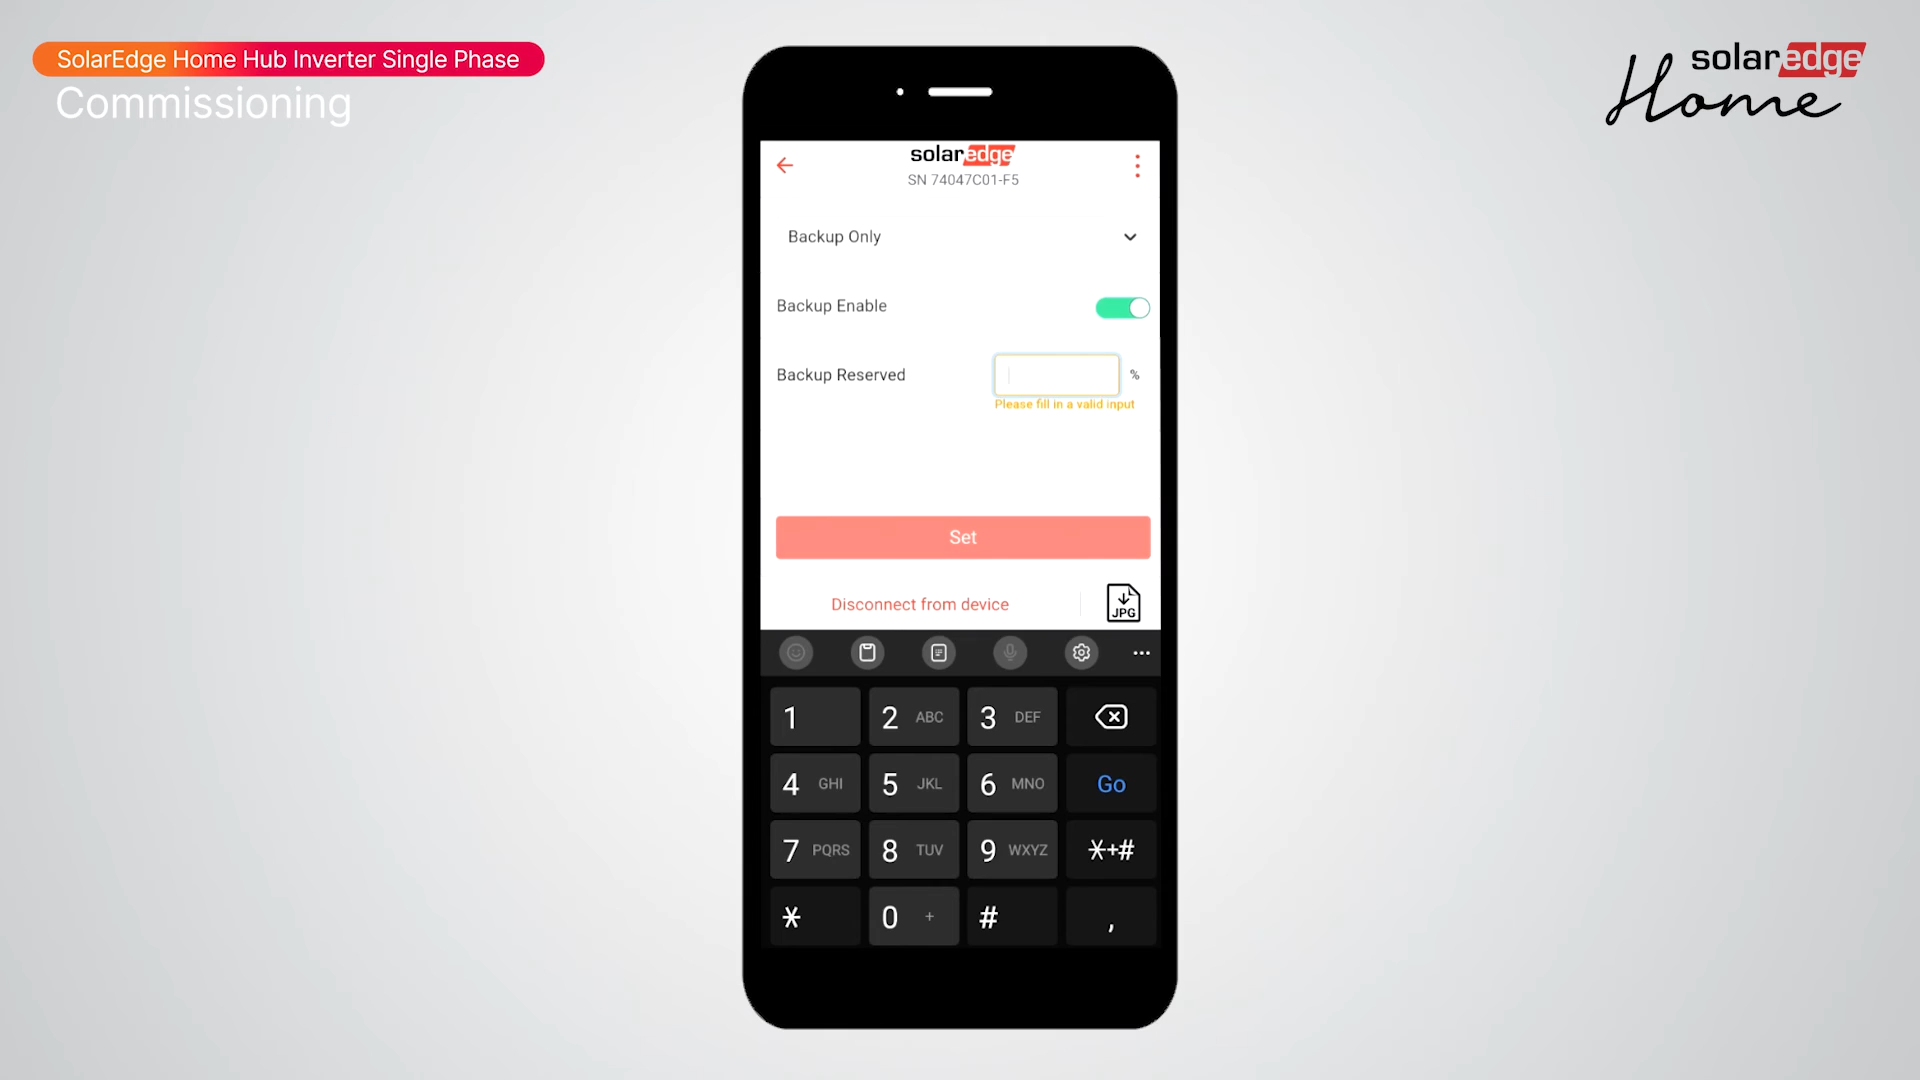 SolarEdge Home Hub Inverter Single Phase
Commissioning
solaredge
Home
solaredge
SN 74047C01-F5
Backup Only
Backup Enable
Backup Reserved
%
Please fill in a valid input
Set
Disconnect from device
JPG
1
2 ABC
3 DEF
4 GHI
5 JKL
6 MNO
Go
7 PQRS
8 TUV
9 WXYZ
*+#
*
0 +
#
,